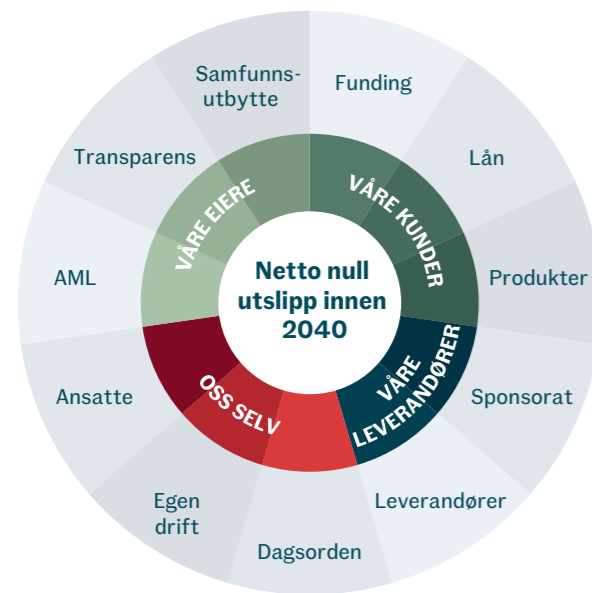 Samfunns-
utbytte
Funding
Lån
Produkter
Sponsorat
Leverandører
Dagsorden
Egen
drift
Ansatte
AML
Transparens
VÅRE EIERE
VÅRE KUNDER
VÅRE
LEVERANDØRER
OSS SELV
Netto null
utslipp innen
2040